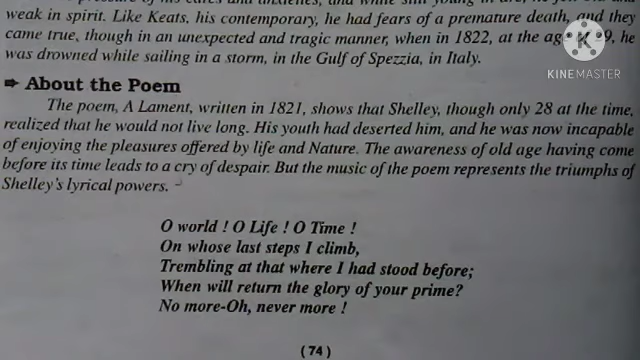 weak in spirit. Like Keats, his contemporary, he had fears of a premature death, and they
came true, though in an unexpected and tragic manner, when in 1822, at the age 9, he
was drowned while sailing in a storm, in the Gulf of Spezzia, in Italy.
KINEMASTER
➨ About the Poem
The poem, A Lament, written in 1821, shows that Shelley, though only 28 at the time,
realized that he would not live long. His youth had deserted him, and he was now incapable
of enjoying the pleasures offered by life and Nature. The awareness of old age having come
before its time leads to a cry of despair. But the music of the poem represents the triumphs of
Shelley's lyrical powers.
O world ! O Life ! O Time !
On whose last steps I climb,
Trembling at that where I had stood before;
When will return the glory of your prime?
No more-Oh, never more !
(74)